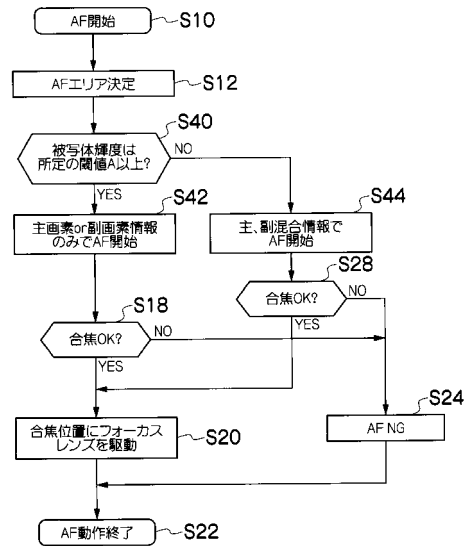 AF開始
S10
AFエリア決定
S12
被写体輝度は
所定の閾値A以上?
S40
NO
YES
S42
主画素or副画素情報
のみでAF開始
S44
主、副混合情報で
AF開始
S28
合焦OK?
NO
YES
S18
合焦OK?
NO
YES
S24
AF NG
合焦位置にフォーカス
レンズを駆動
S20
AF動作終了
S22